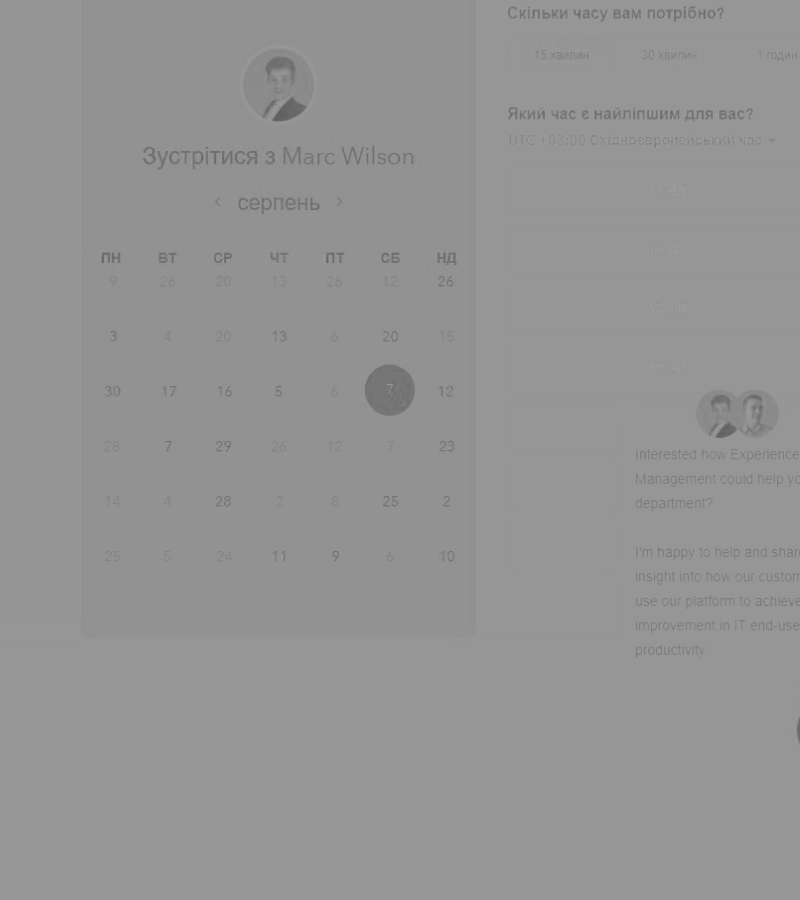 Зустрітися з Marc Wilson
‹ серпень ›
ПН ВТ СР ЧТ ПТ СБ НД
9 26 20 13 26 12 26
3 4 20 13 6 20 15
30 17 16 5 6 7 12
28 7 29 26 12 7 23
14 4 28 2 8 25 2
25 5 24 11 9 6 10
Скільки часу вам потрібно?
15 хвилин 30 хвилин 1 годин
Який час є найліпшим для вас?
UTC +03:00 Східноєвропейський час
Interested how Experience
Management could help yo
department?
I'm happy to help and share
insight into how our custom
use our platform to achieve
improvement in IT end-use
productivity.